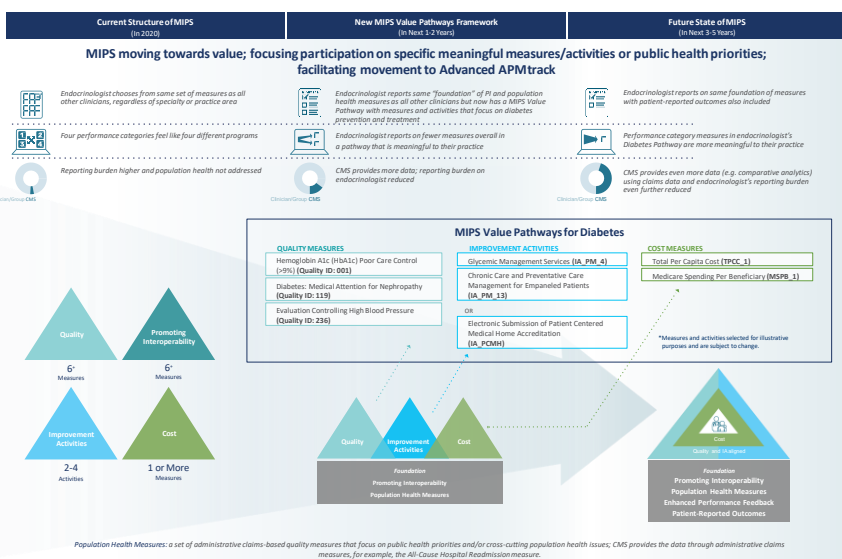 Current Structure of MIPS
(In 2020)
New MIPS Value Pathways Framework
(In Next 1-2 Years)
Future State of MIPS
(In Next 3-5 Years)
MIPS moving towards value; focusing participation on specific meaningful measures/activities or public health priorities;
facilitating movement to Advanced APM track
Endocrinologist chooses from same set of measures as all
other clinicians, regardless of specialty or practice area
Four performance categories feel like four different programs
Reporting burden higher and population health not addressed
Clinician/Group CMS
Endocrinologist reports same "foundation" of PI and population
health measures as all other clinicians but now has a MIPS Value
Pathway with measures and activities that focus on diabetes
prevention and treatment
Endocrinologist reports on fewer measures overall in
a pathway that is meaningful to their practice
CMS provides more data; reporting burden on
endocrinologist reduced
Clinician/Group CMS
Endocrinologist reports on same foundation of measures
with patient-reported outcomes also included
Performance category measures in endocrinologist's
Diabetes Pathway are more meaningful to their practice
CMS provides even more data (e.g. comparative analytics)
using claims data and endocrinologist's reporting burden
even further reduced
Clinician/Group CMS
MIPS Value Pathways for Diabetes
QUALITY MEASURES
Hemoglobin A1c (HbA1c) Poor Care Control
(>9%) (Quality ID: 001)
Diabetes: Medical Attention for Nephropathy
(Quality ID: 119)
Evaluation Controlling High Blood Pressure
(Quality ID: 236)
IMPROVEMENT ACTIVITIES
Glycemic Management Services (IA_PM_4)
Chronic Care and Preventative Care
Management for Empaneled Patients
(IA_PM_13)
OR
Electronic Submission of Patient Centered
Medical Home Accreditation
(IA_PCMH)
COST MEASURES
Total Per Capita Cost (TPCC_1)
Medicare Spending Per Beneficiary (MSPB_1)
*Measures and activities selected for illustrative
purposes and are subject to change.
Quality
6+
Measures
Promoting
Interoperability
6+
Measures
Improvement
Activities
2-4
Activities
Cost
1 or More
Measures
Quality
Improvement
Activities
Cost
Foundation
Promoting Interoperability
Population Health Measures
Cost
Quality and IA aligned
Foundation
Promoting Interoperability
Population Health Measures
Enhanced Performance Feedback
Patient-Reported Outcomes
Population Health Measures: a set of administrative claims-based quality measures that focus on public health priorities and/or cross-cutting population health issues; CMS provides the data through administrative claims
measures, for example, the All-Cause Hospital Readmission measure.